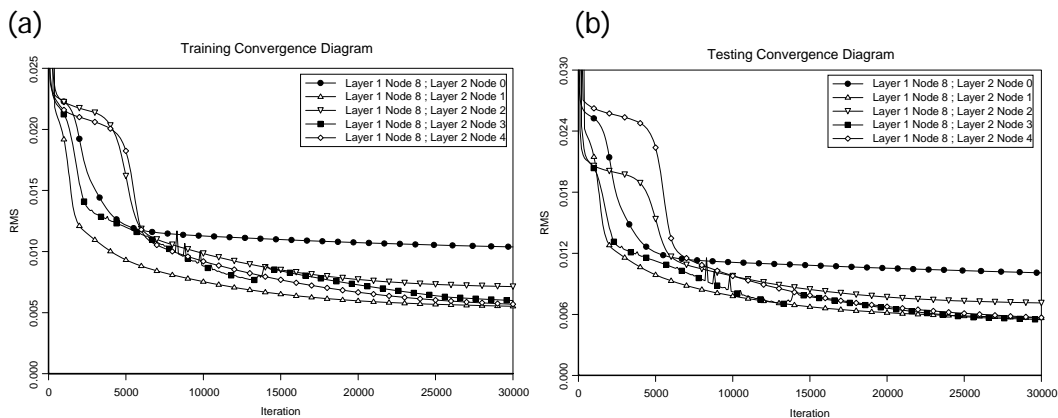 (a)
Training Convergence Diagram
0.025
0.020
0.015
0.010
0.005
0.000
RMS
Layer 1 Node 8 ; Layer 2 Node 0
Layer 1 Node 8 ; Layer 2 Node 1
Layer 1 Node 8 ; Layer 2 Node 2
Layer 1 Node 8 ; Layer 2 Node 3
Layer 1 Node 8 ; Layer 2 Node 4
0
5000
10000
15000
20000
25000
30000
Iteration
(b)
Testing Convergence Diagram
0.030
0.024
0.018
0.012
0.006
0.000
RMS
Layer 1 Node 8 ; Layer 2 Node 0
Layer 1 Node 8 ; Layer 2 Node 1
Layer 1 Node 8 ; Layer 2 Node 2
Layer 1 Node 8 ; Layer 2 Node 3
Layer 1 Node 8 ; Layer 2 Node 4
0
5000
10000
15000
20000
25000
30000
Iteration